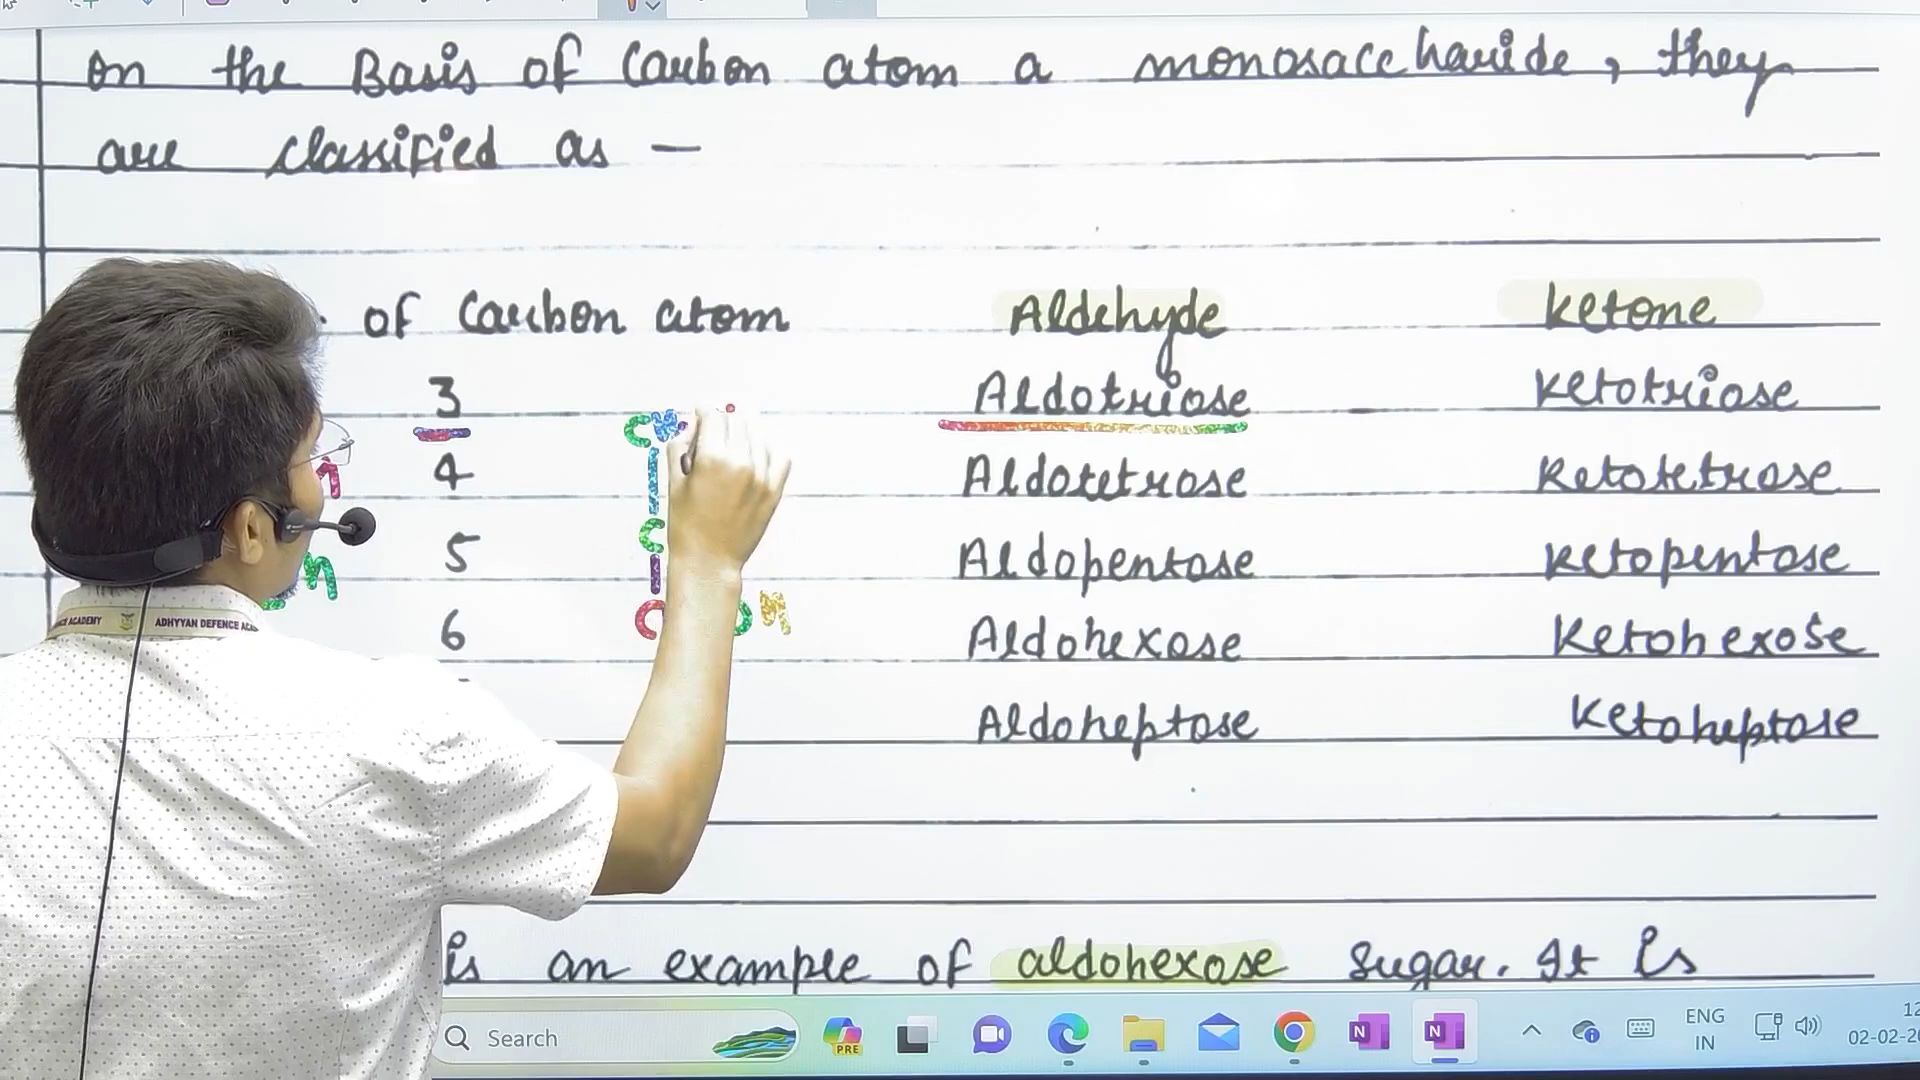 on the Basis of Carbon atom a monosaccharide, they
are classified as —
of Carbon atom Aldehyde ketone
3 Aldotriose ketotriose
4 Aldotetrose Ketotetrose
5 Aldopentose ketopentose
6 Aldohexose Ketohexose
Aldoheptose Ketoheptose
C
C
C
is an example of aldohexose sugar. It is
ADHYYAN DEFENCE
ACADEMY
Search
PRE
ENG
IN
02-02-2